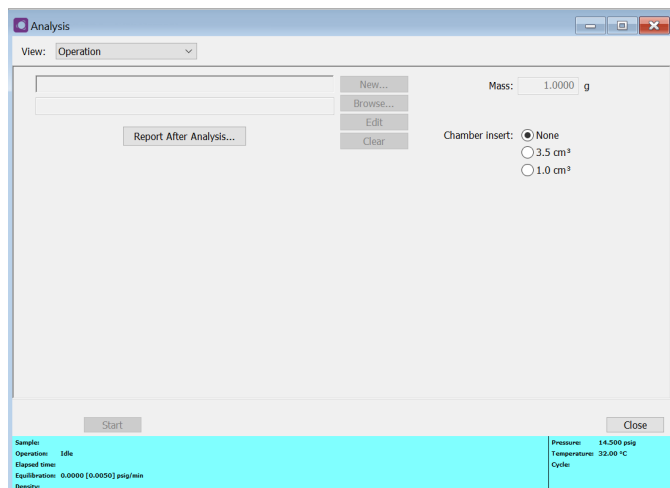 Analysis
View: Operation
New...
Browse...
Edit
Clear
Report After Analysis...
Mass: 1.0000 g
Chamber insert: None
3.5 cm³
1.0 cm³
Start
Close
Sample:
Operation: Idle
Elapsed time:
Equilibration: 0.0000 [0.0050] psig/min
Density:
Pressure: 14.500 psig
Temperature: 32.00 °C
Cycle: